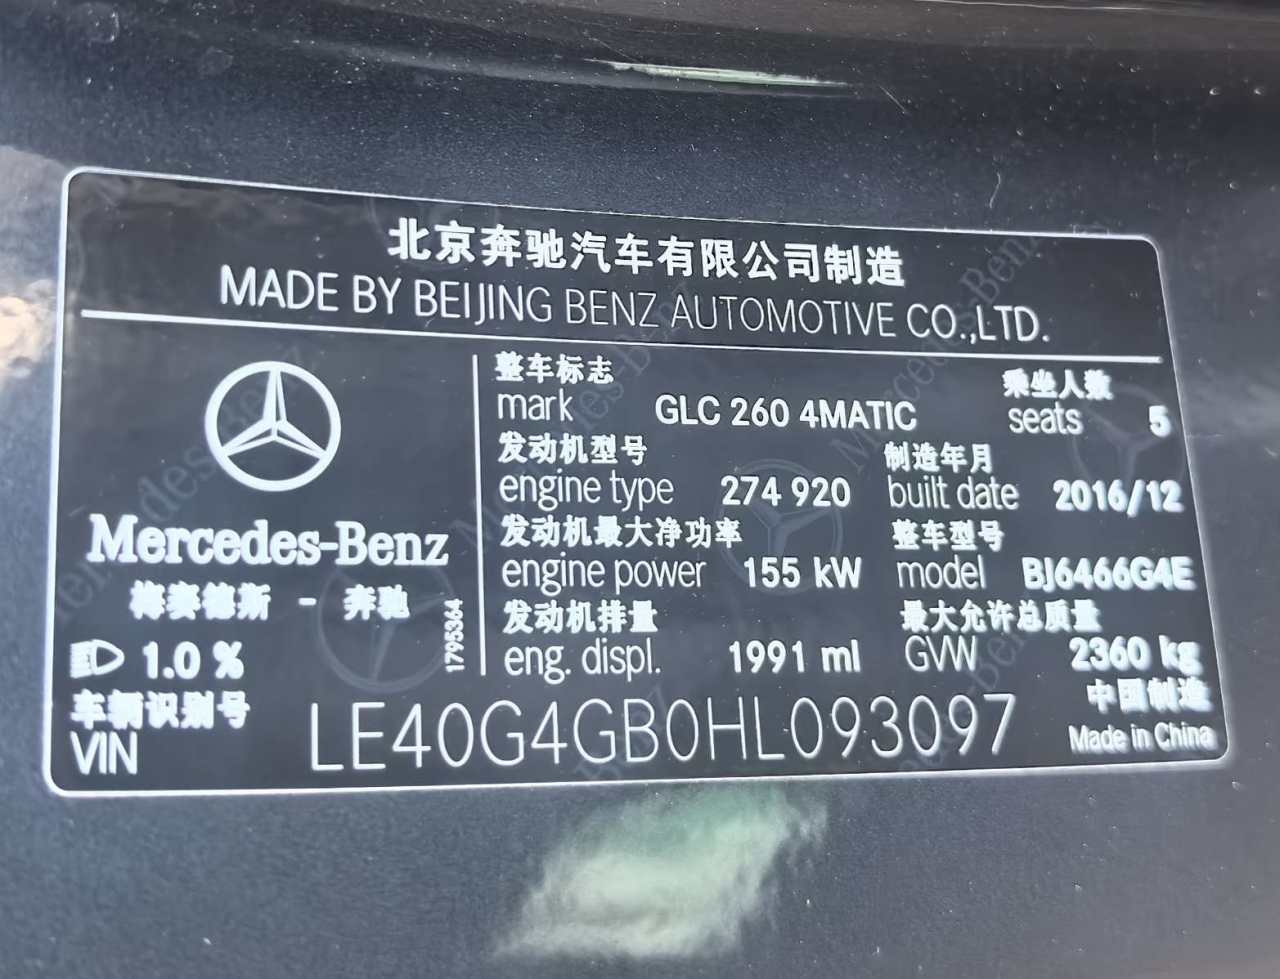 北京奔驰汽车有限公司制造
MADE BY BEIJING BENZ AUTOMOTIVE CO.,LTD.
Mercedes-Benz
梅赛德斯 - 奔驰
1795364
1.0 %
整车标志
mark GLC 260 4MATIC
乘坐人数
seats 5
发动机型号
engine type 274 920
制造年月
built date 2016/12
发动机最大净功率
engine power 155 kW
整车型号
model BJ6466G4E
发动机排量
eng. displ. 1991 ml
最大允许总质量
GVW 2360 kg
车辆识别号
VIN LE40G4GB0HL093097
中国制造
Made in China